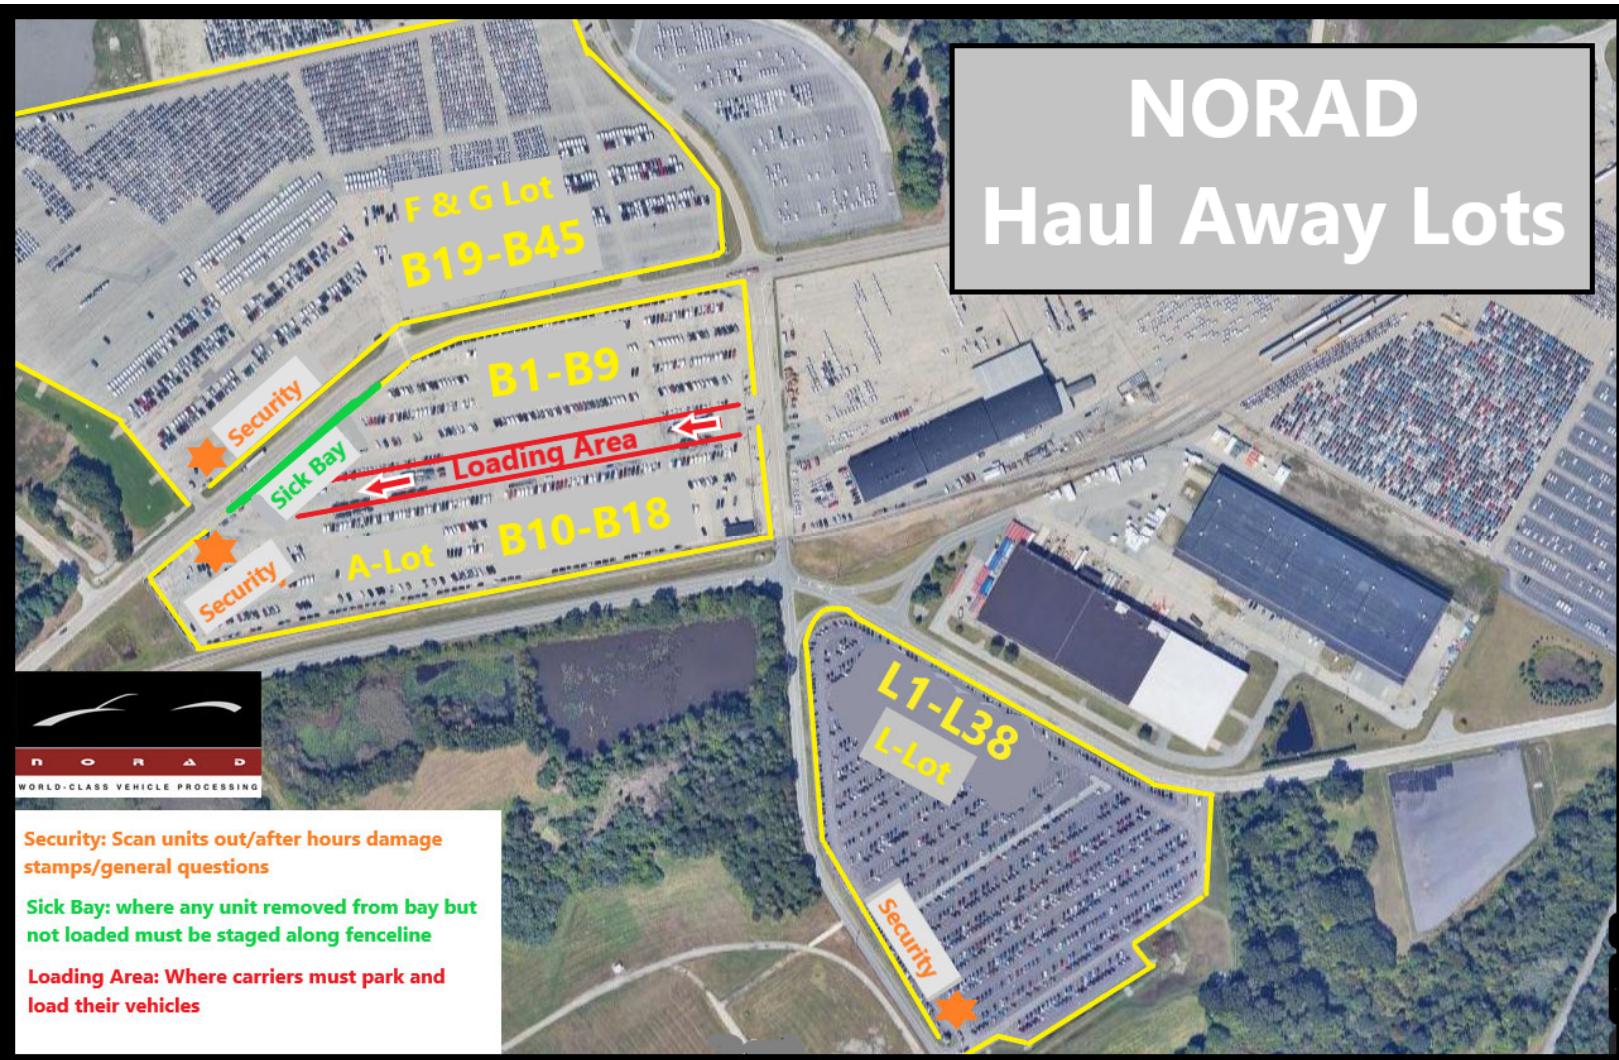 NORAD
Haul Away Lots
F & G Lot
B19-B45
B1-B9
Security
Loading Area
Sick Bay
B10-B18
A-Lot
Security
L1-L38
L-Lot
Security
NORAD
WORLD-CLASS VEHICLE PROCESSING
Security: Scan units out/after hours damage
stamps/general questions
Sick Bay: where any unit removed from bay but
not loaded must be staged along fenceline
Loading Area: Where carriers must park and
load their vehicles